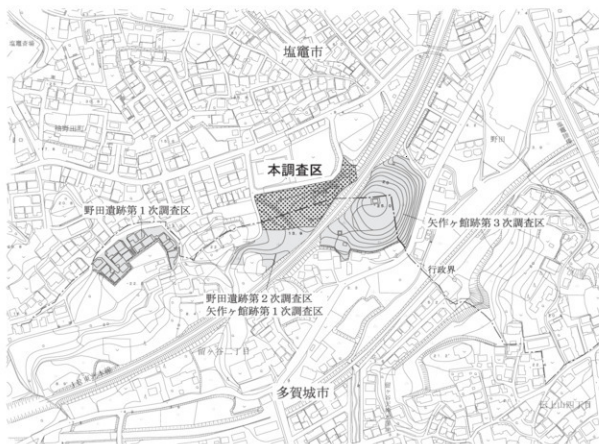 塩竈市
本調査区
野田
野田遺跡第1次調査区
矢作ヶ館跡第3次調査区
行政界
野田遺跡第2次調査区
矢作ヶ館跡第1次調査区
多賀城市